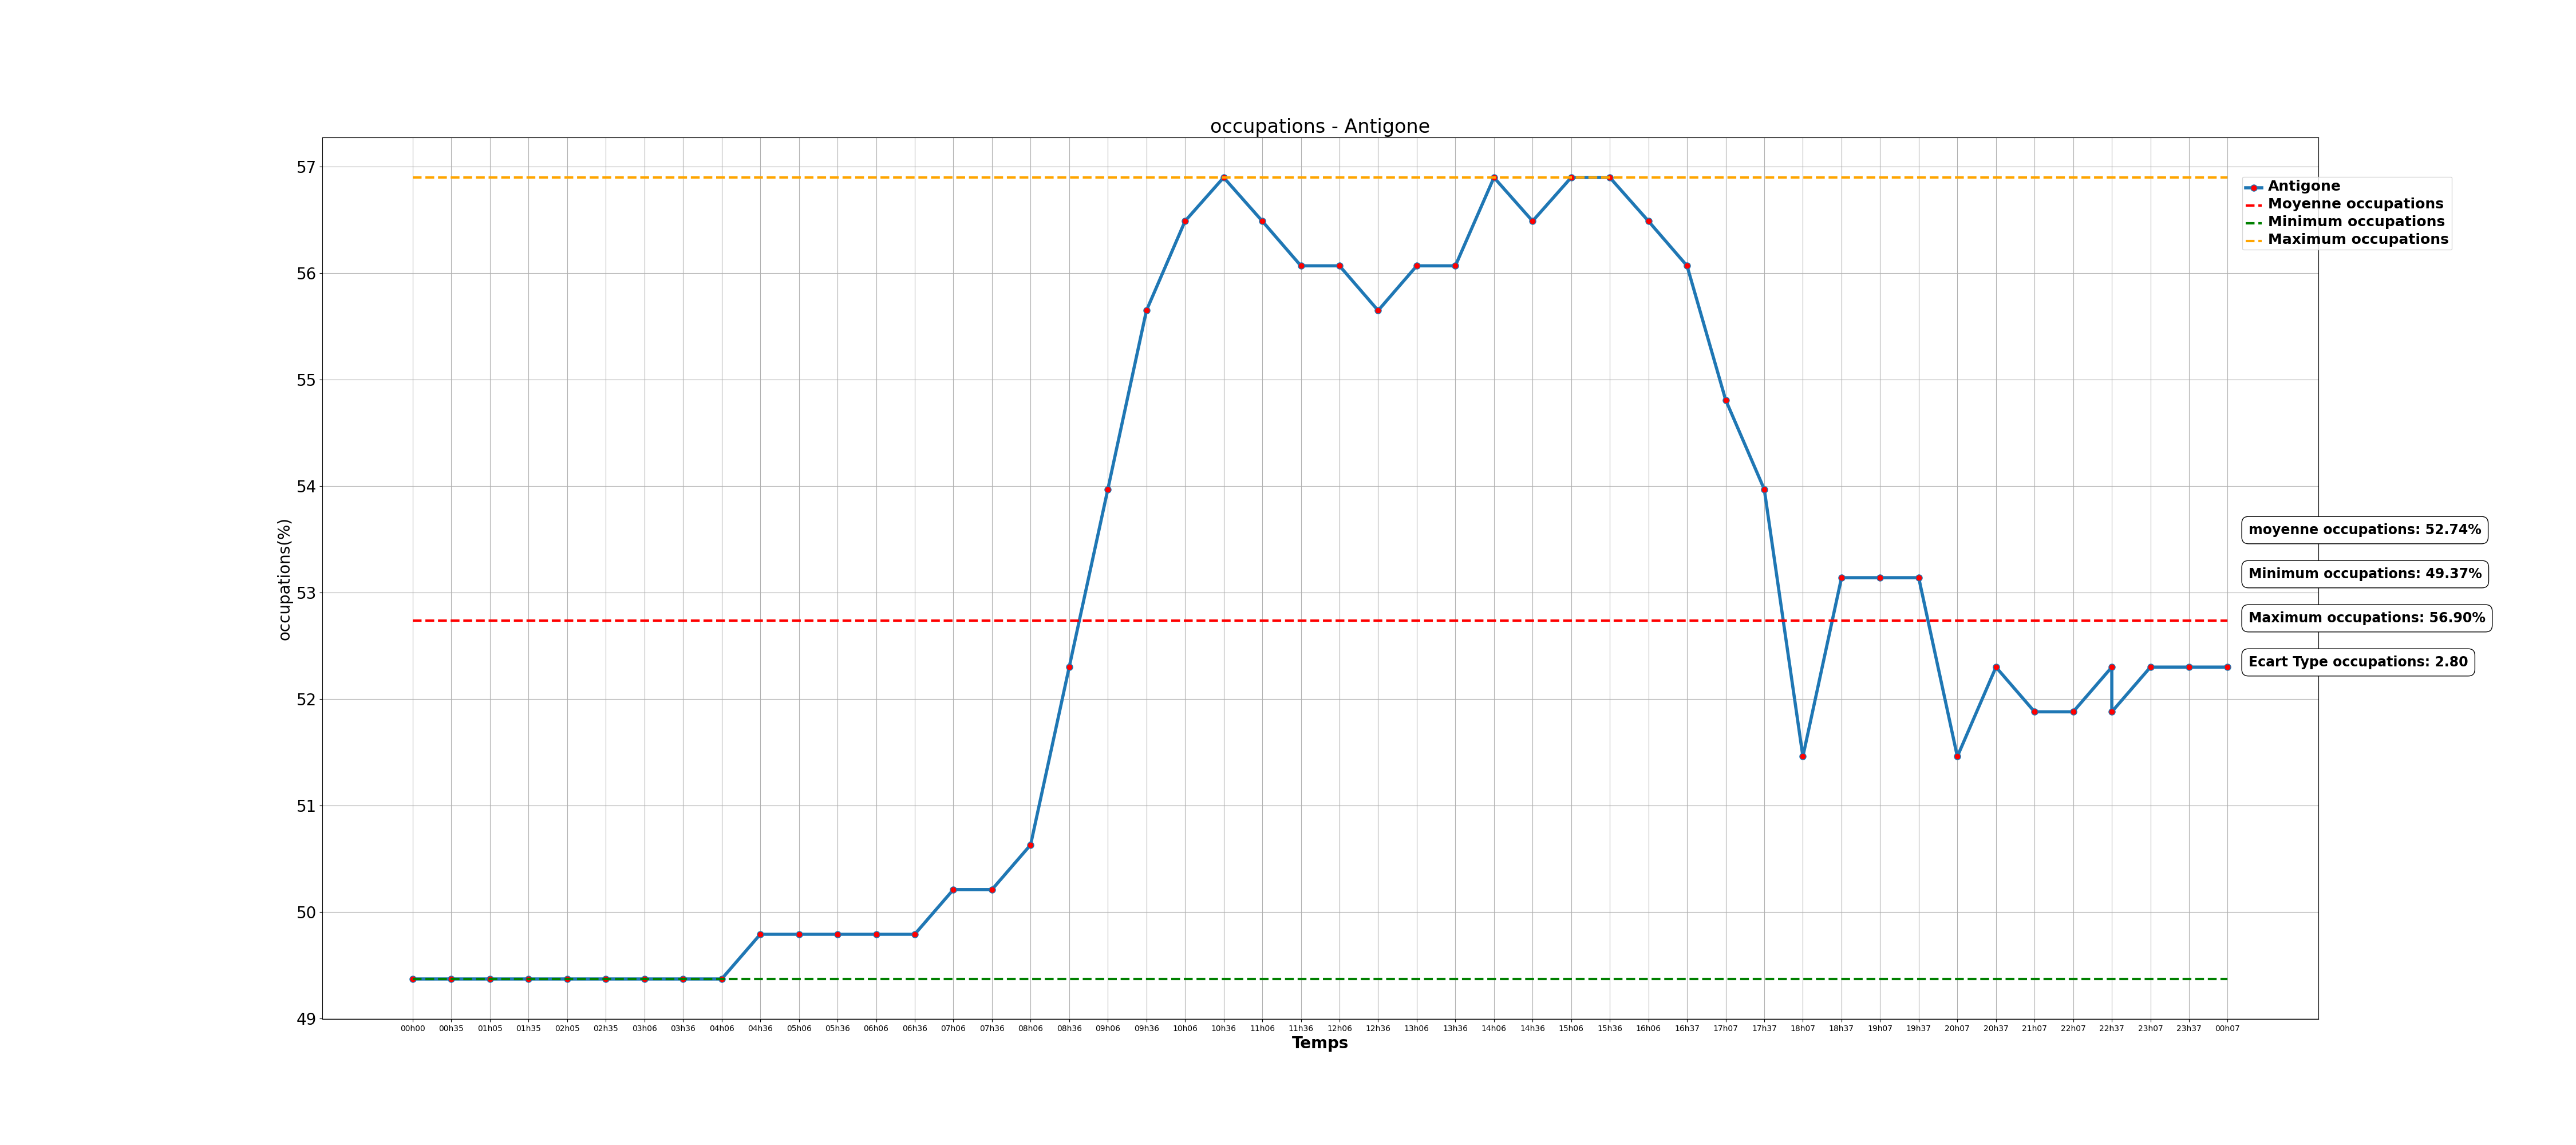 occupations - Antigone
57
56
55
54
53
52
51
50
49
occupations(%)
Antigone
Moyenne occupations
Minimum occupations
Maximum occupations
moyenne occupations: 52.74%
Minimum occupations: 49.37%
Maximum occupations: 56.90%
Ecart Type occupations: 2.80
00h00 00h35 01h05 01h35 02h05 02h35 03h06 03h36 04h06 04h36 05h06 05h36 06h06 06h36 07h06 07h36 08h06 08h36 09h06 09h36 10h06 10h36 11h06 11h36 12h06 12h36 13h06 13h36 14h06 14h36 15h06 15h36 16h06 16h37 17h07 17h37 18h07 18h37 19h07 19h37 20h07 20h37 21h07 22h07 22h37 23h07 23h37 00h07
Temps